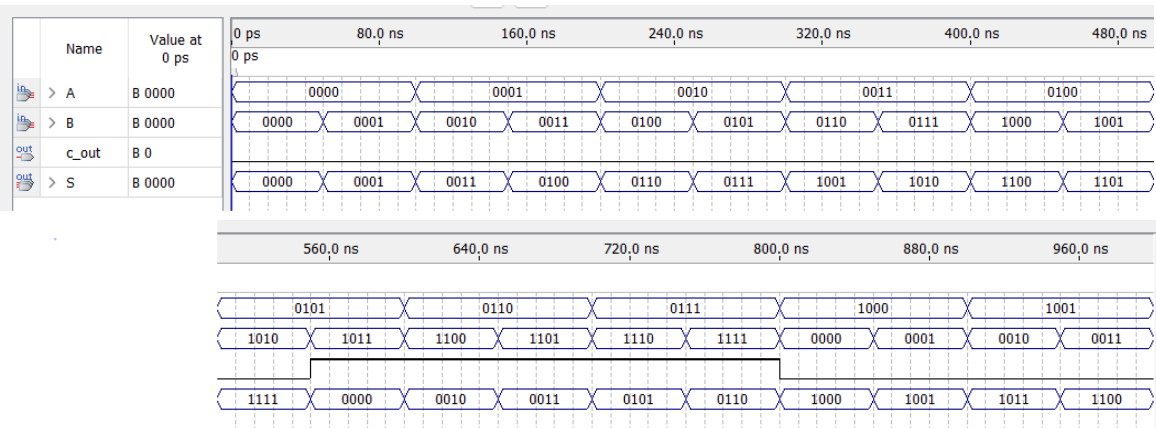 0 ps 80.0 ns 160.0 ns 240.0 ns 320.0 ns 400.0 ns 480.0 ns
Name Value at 0 ps
0 ps
in A B 0000 0000 0001 0010 0011 0100
in B B 0000 0000 0001 0010 0011 0100 0101 0110 0111 1000 1001
out c_out B 0
out S B 0000 0000 0001 0011 0100 0110 0111 1001 1010 1100 1101
560.0 ns 640.0 ns 720.0 ns 800.0 ns 880.0 ns 960.0 ns
0101 0110 0111 1000 1001
1010 1011 1100 1101 1110 1111 0000 0001 0010 0011
1111 0000 0010 0011 0101 0110 1000 1001 1011 1100